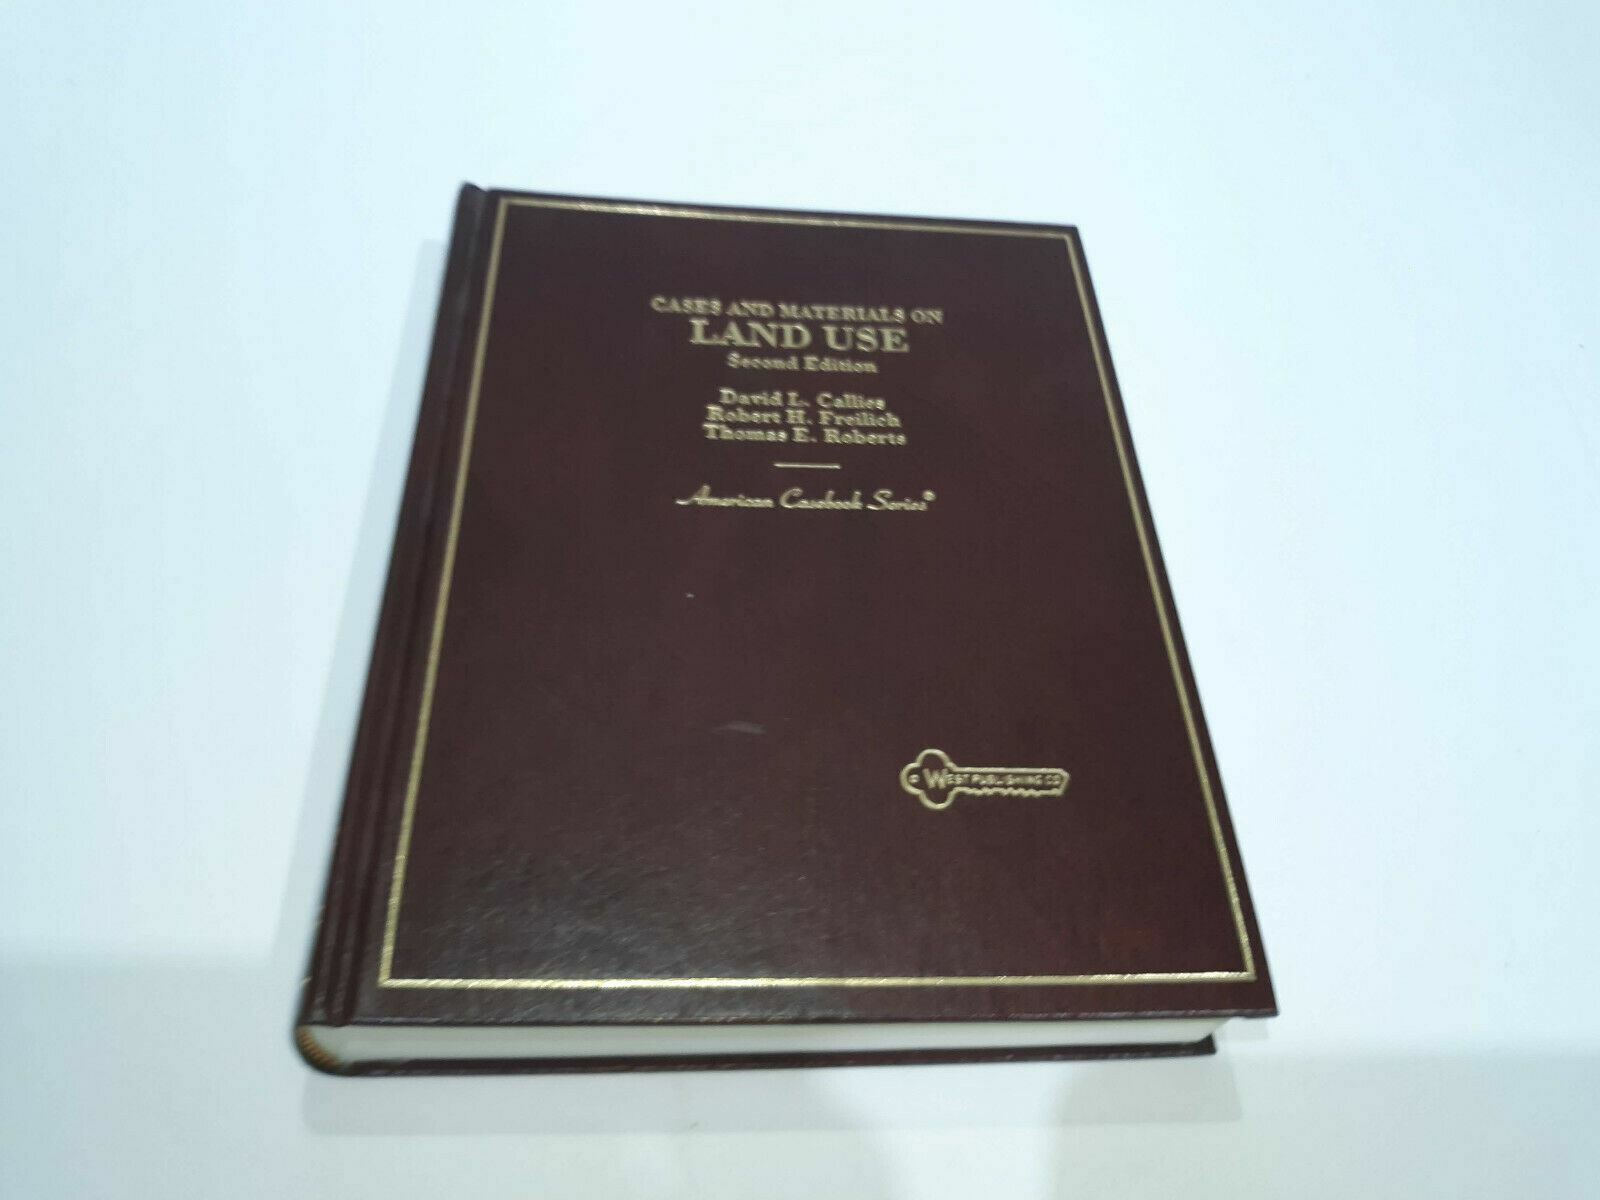 CASES AND MATERIALS ON
LAND USE
Second Edition
David L. Callies
Robert H. Freilich
Thomas E. Roberts
American Casebook Series®
WEST PUBLISHING CO